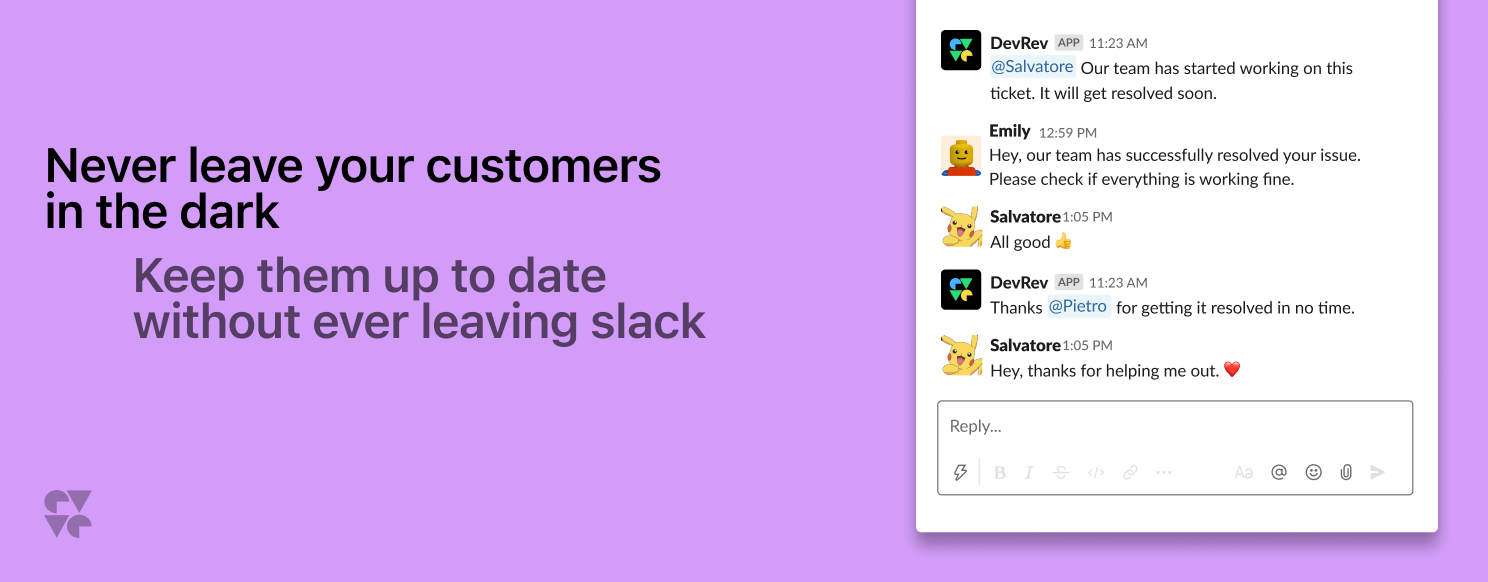 Never leave your customers
in the dark
Keep them up to date
without ever leaving slack
DevRev APP 11:23 AM
@Salvatore Our team has started working on this
ticket. It will get resolved soon.
Emily 12:59 PM
Hey, our team has successfully resolved your issue.
Please check if everything is working fine.
Salvatore 1:05 PM
All good 👍
DevRev APP 11:23 AM
Thanks @Pietro for getting it resolved in no time.
Salvatore 1:05 PM
Hey, thanks for helping me out. ❤️
Reply...
B I S </> ... Aa @